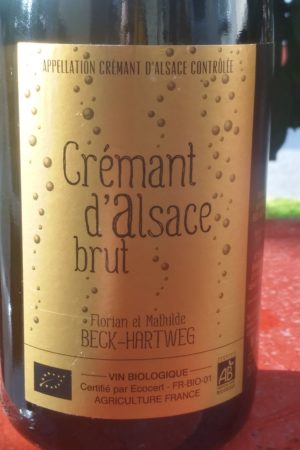 APPELLATION CRÉMANT D'ALSACE CONTRÔLÉE
Crémant
d'alsace
brut
Florian et Mathilde
BECK-HARTWEG
VIN BIOLOGIQUE
Certifié par Ecocert - FR-BIO-01
AGRICULTURE FRANCE
AB